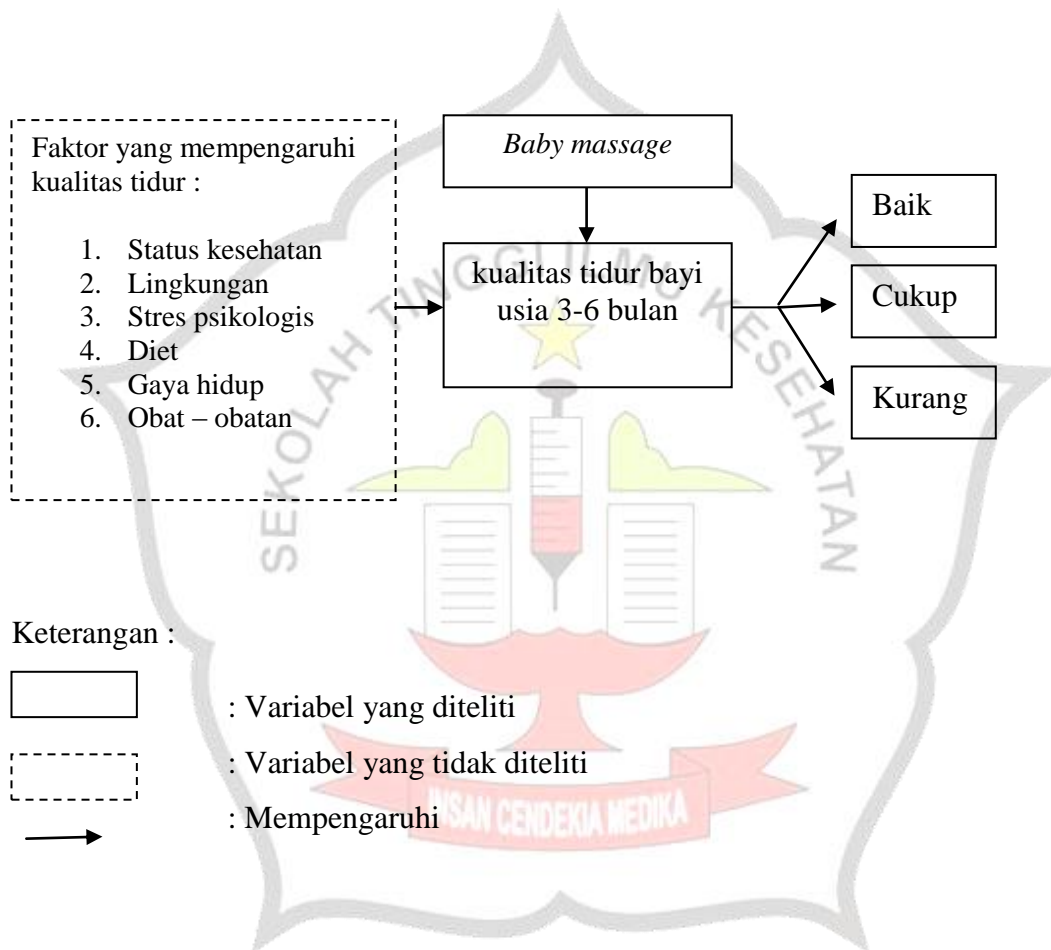 Faktor yang mempengaruhi
kualitas tidur :
1. Status kesehatan
2. Lingkungan
3. Stres psikologis
4. Diet
5. Gaya hidup
6. Obat – obatan
Baby massage
kualitas tidur bayi
usia 3-6 bulan
Baik
Cukup
Kurang
SEKOLAH TINGGI ILMU KESEHATAN
INSAN CENDEKIA MEDIKA
Keterangan :
: Variabel yang diteliti
: Variabel yang tidak diteliti
: Mempengaruhi